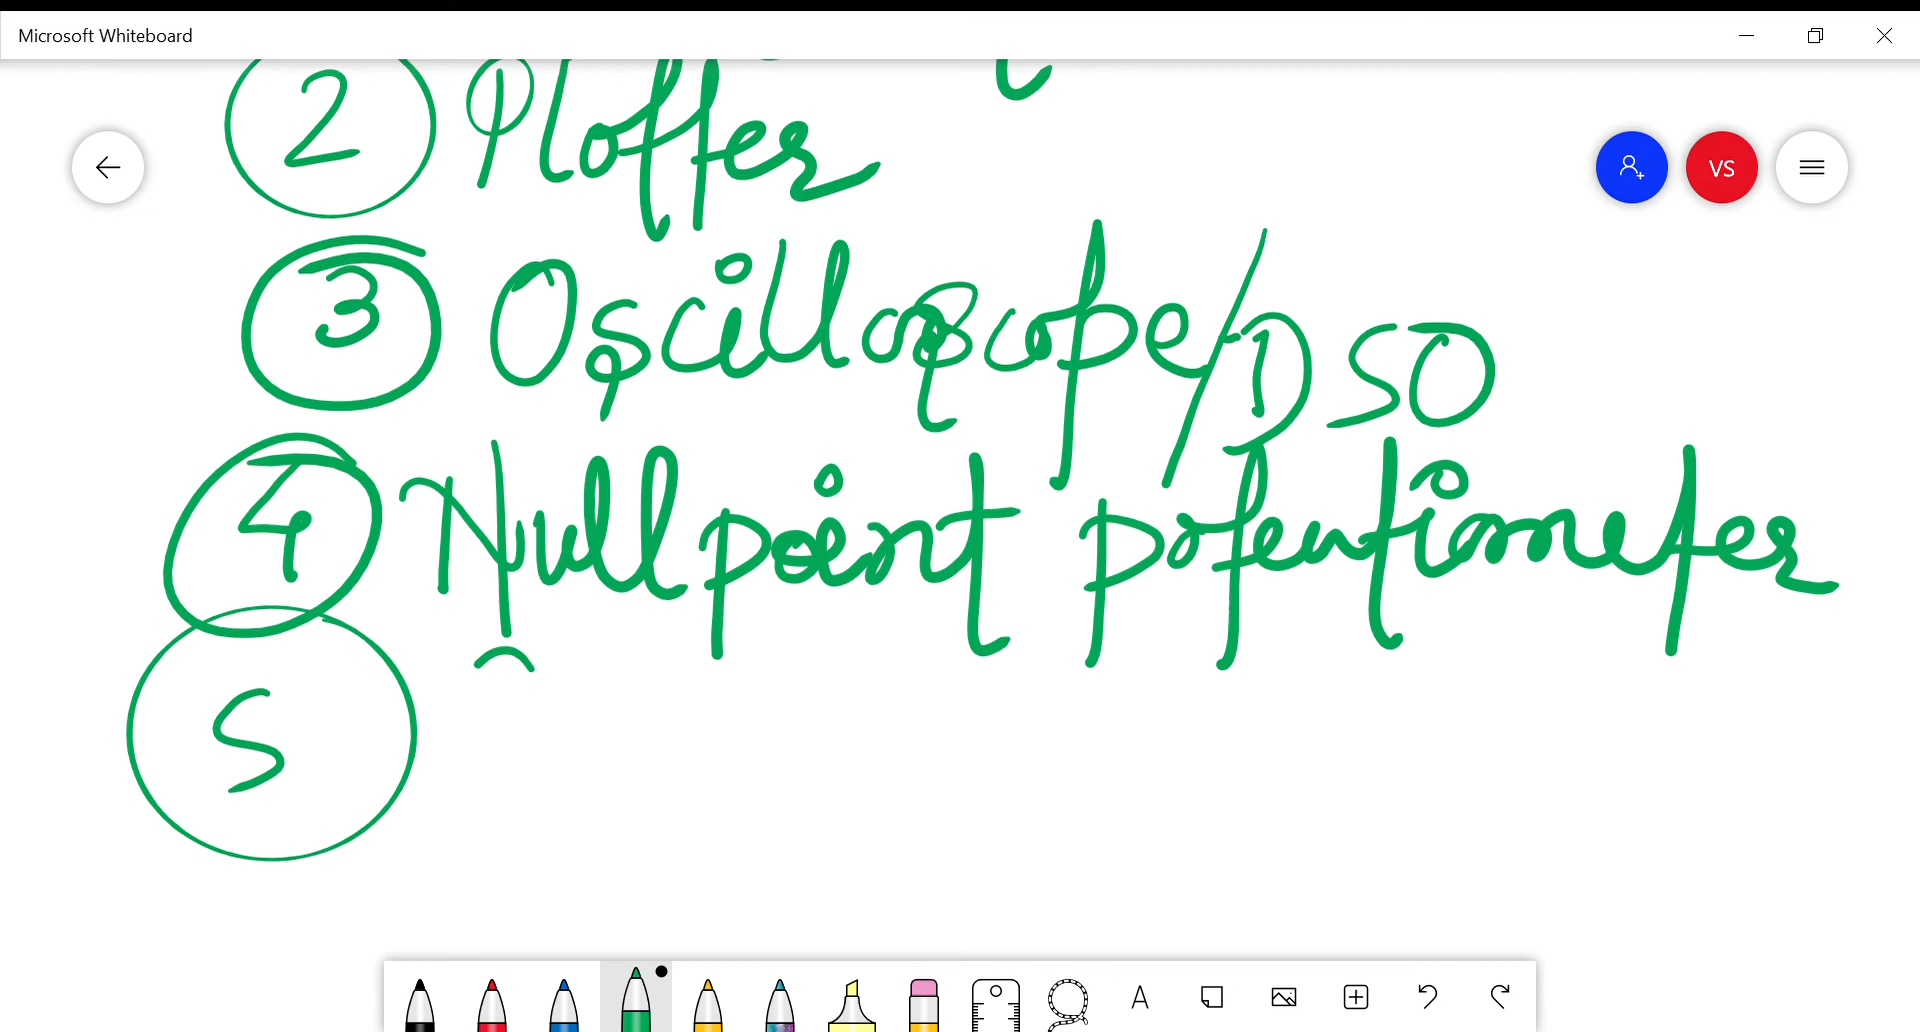 Microsoft Whiteboard
2 Plotter
VS
3 Oscilloscope/DSO
4 Null point potentiometer
5
A